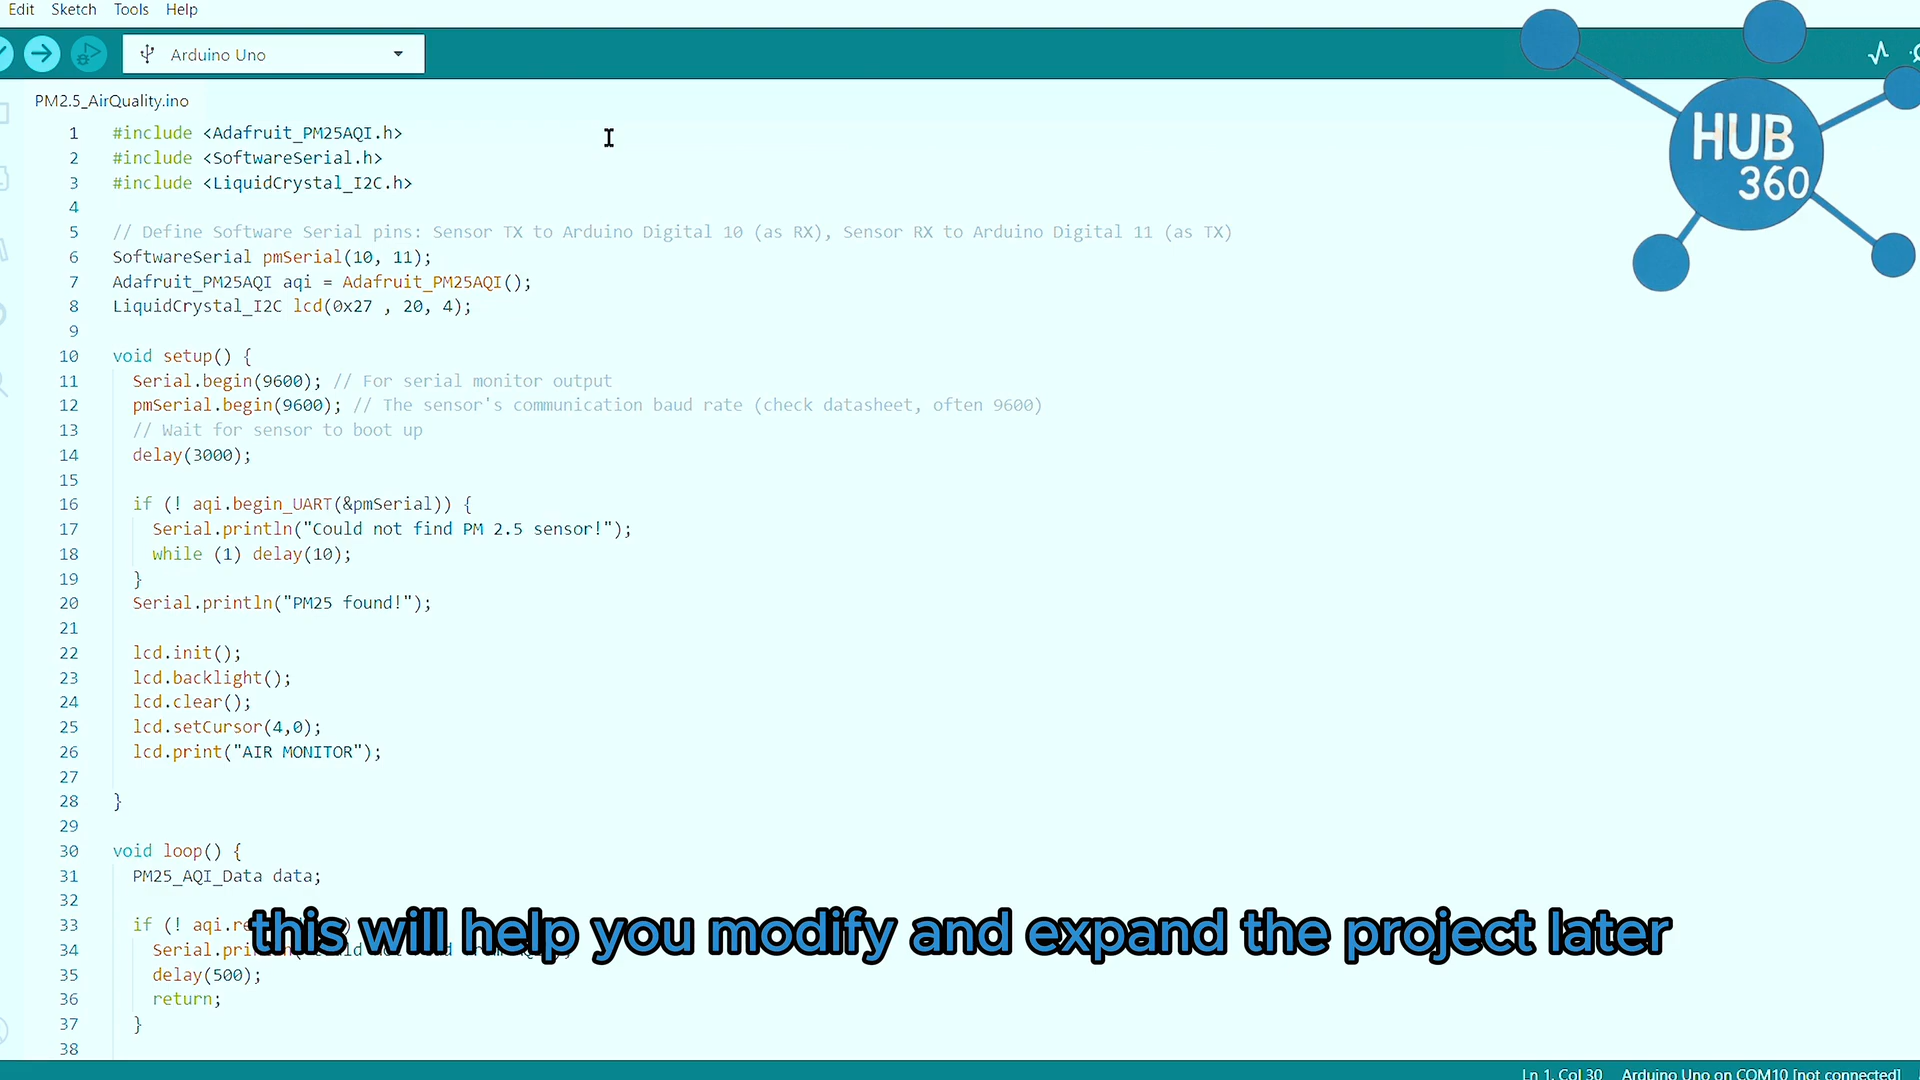 Edit Sketch Tools Help
Arduino Uno
HUB
360
PM2.5_AirQuality.ino
1 #include <Adafruit_PM25AQI.h>
2 #include <SoftwareSerial.h>
3 #include <LiquidCrystal_I2C.h>
4
5 // Define Software Serial pins: Sensor TX to Arduino Digital 10 (as RX), Sensor RX to Arduino Digital 11 (as TX)
6 SoftwareSerial pmSerial(10, 11);
7 Adafruit_PM25AQI aqi = Adafruit_PM25AQI();
8 LiquidCrystal_I2C lcd(0x27 , 20, 4);
9
10 void setup() {
11 Serial.begin(9600); // For serial monitor output
12 pmSerial.begin(9600); // The sensor's communication baud rate (check datasheet, often 9600)
13 // Wait for sensor to boot up
14 delay(3000);
15
16 if (! aqi.begin_UART(&pmSerial)) {
17 Serial.println("Could not find PM 2.5 sensor!");
18 while (1) delay(10);
19 }
20 Serial.println("PM25 found!");
21
22 lcd.init();
23 lcd.backlight();
24 lcd.clear();
25 lcd.setCursor(4,0);
26 lcd.print("AIR MONITOR");
27
28 }
29
30 void loop() {
31 PM25_AQI_Data data;
32
33 if (! aqi.re
this will help you modify and expand the project later
34 Serial.pri
35 delay(500);
36 return;
37 }
38
Ln 1, Col 30 Arduino Uno on COM10 [not connected]